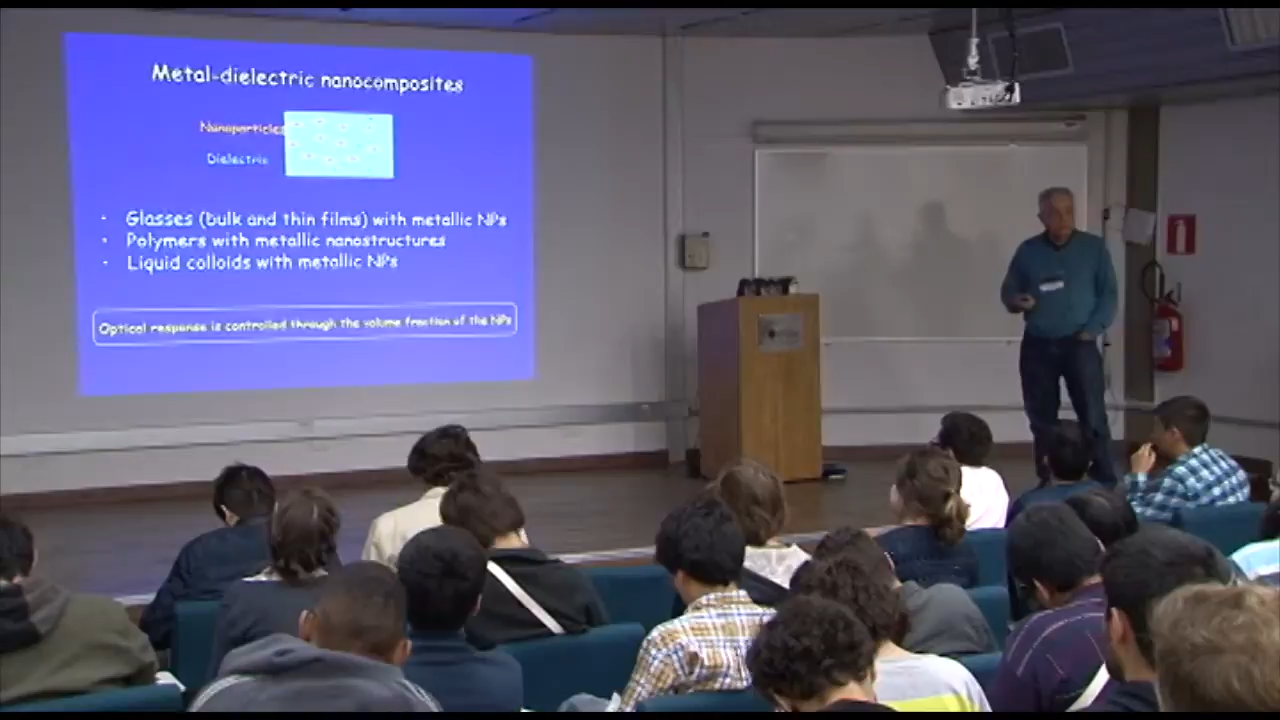 Metal-dielectric nanocomposites
Nanoparticles
Dielectric
• Glasses (bulk and thin films) with metallic NPs
• Polymers with metallic nanostructures
• Liquid colloids with metallic NPs
Optical response is controlled through the volume fraction of the NPs